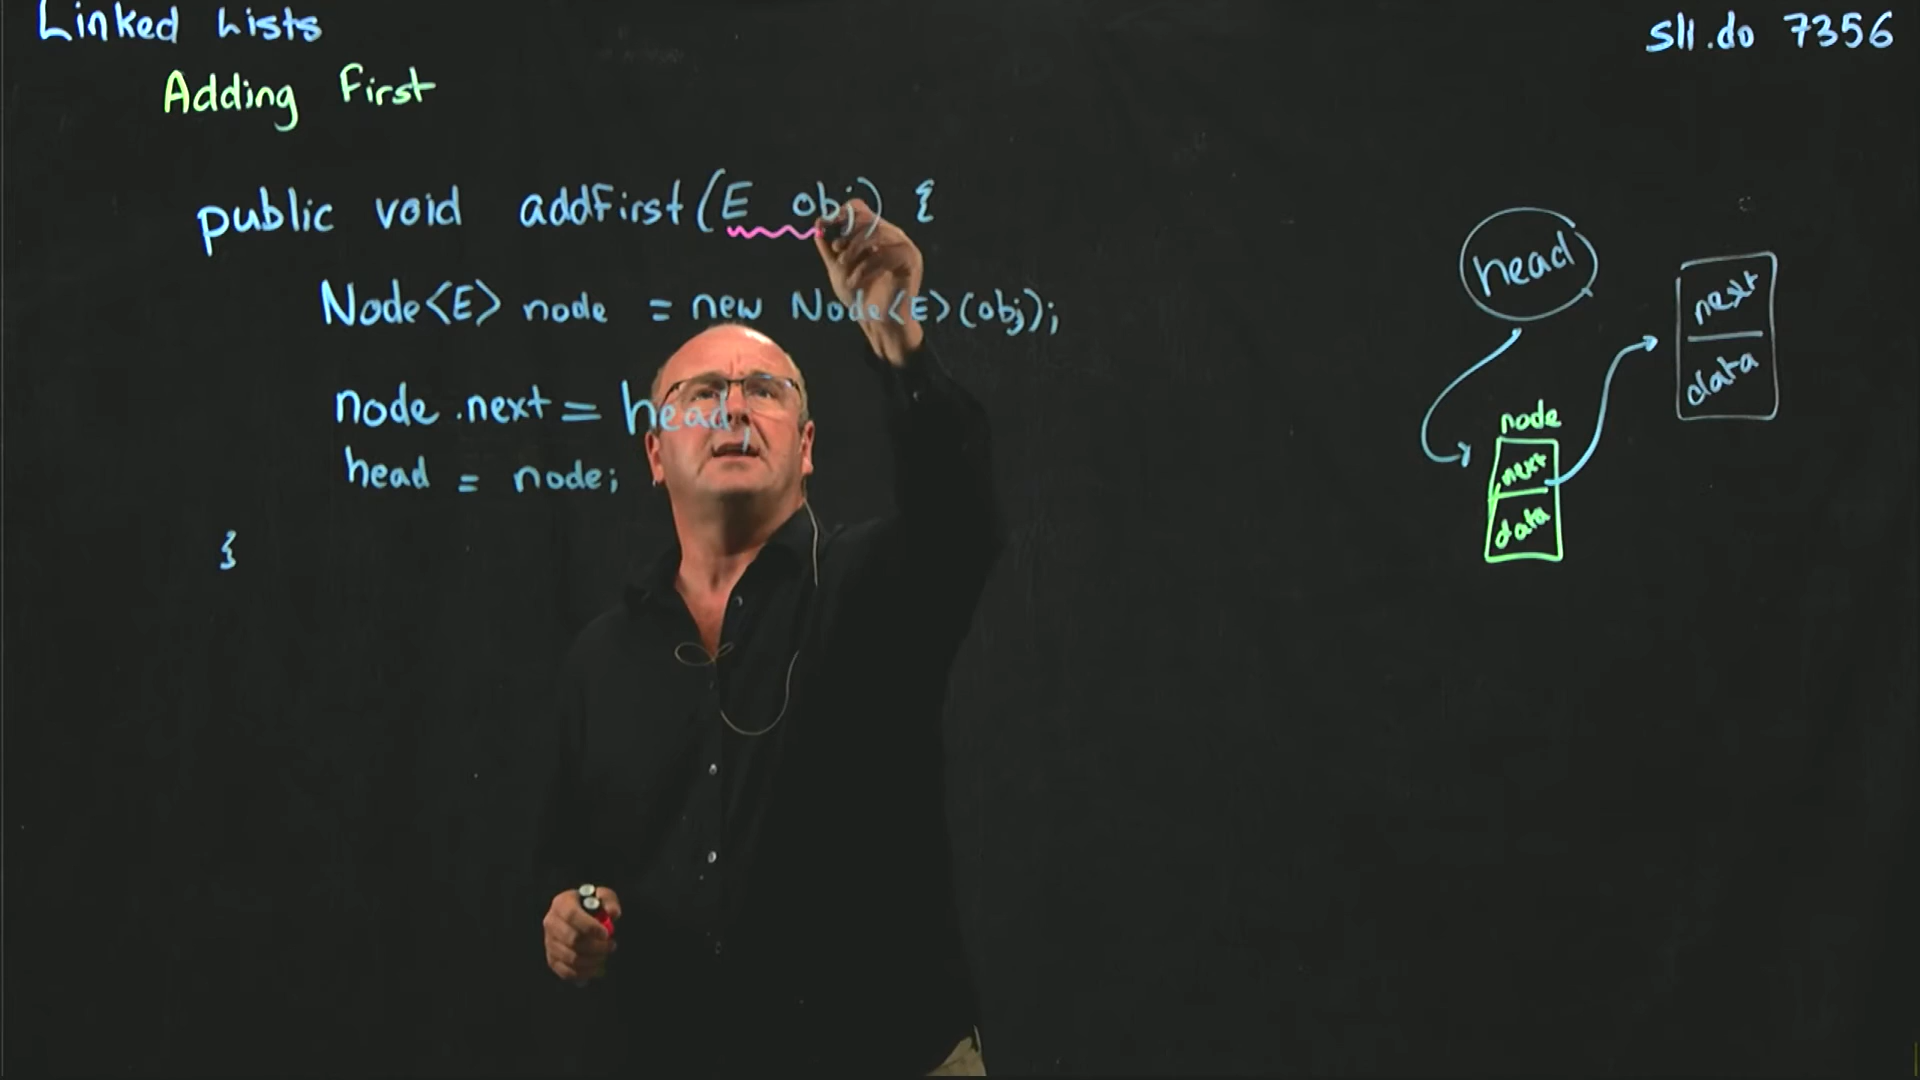 Linked Lists
sli.do 7356
Adding First
public void addFirst(E obj) {
Node<E> node = new Node<E>(obj);
node.next = head;
head = node;
}
head
next
data
node
next
data